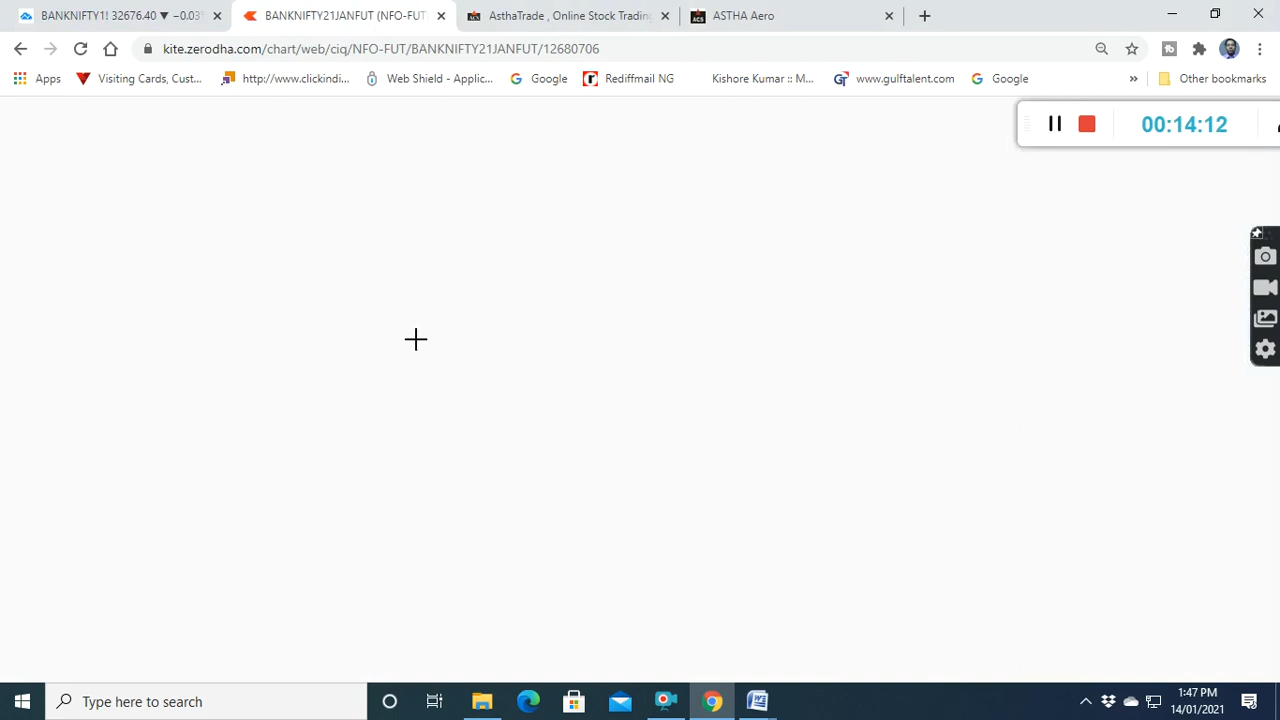 BANKNIFTY1! 32676.40 ▼ −0.03%
BANKNIFTY21JANFUT (NFO-FUT
AsthaTrade , Online Stock Trading
ASTHA Aero
kite.zerodha.com/chart/web/ciq/NFO-FUT/BANKNIFTY21JANFUT/12680706
Apps
Visiting Cards, Cust...
http://www.clickindi...
Web Shield - Applic...
Google
Rediffmail NG
Kishore Kumar :: M...
www.gulftalent.com
Google
»
Other bookmarks
00:14:12
Type here to search
1:47 PM
14/01/2021